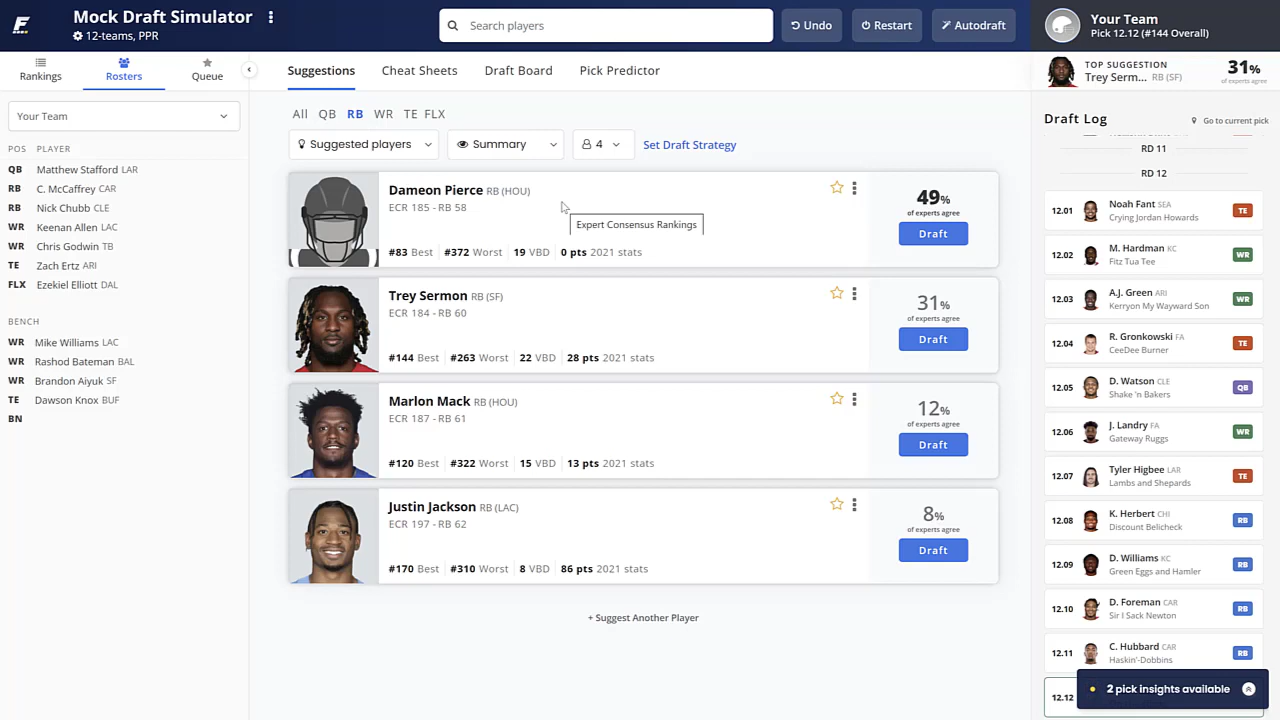 Mock Draft Simulator
12-teams, PPR
Search players
Undo
Restart
Autodraft
Your Team
Pick 12.12 (#144 Overall)
Rankings
Rosters
Queue
Suggestions
Cheat Sheets
Draft Board
Pick Predictor
TOP SUGGESTION
Trey Serm... RB (SF)
31%
of experts agree
Your Team
POS PLAYER
QB Matthew Stafford LAR
RB C. McCaffrey CAR
RB Nick Chubb CLE
WR Keenan Allen LAC
WR Chris Godwin TB
TE Zach Ertz ARI
FLX Ezekiel Elliott DAL
BENCH
WR Mike Williams LAC
WR Rashod Bateman BAL
WR Brandon Aiyuk SF
TE Dawson Knox BUF
BN
All QB RB WR TE FLX
Suggested players
Summary
4
Set Draft Strategy
Dameon Pierce RB (HOU)
ECR 185 - RB 58
Expert Consensus Rankings
#83 Best #372 Worst 19 VBD 0 pts 2021 stats
49%
of experts agree
Draft
Trey Sermon RB (SF)
ECR 184 - RB 60
#144 Best #263 Worst 22 VBD 28 pts 2021 stats
31%
of experts agree
Draft
Marlon Mack RB (HOU)
ECR 187 - RB 61
#120 Best #322 Worst 15 VBD 13 pts 2021 stats
12%
of experts agree
Draft
Justin Jackson RB (LAC)
ECR 197 - RB 62
#170 Best #310 Worst 8 VBD 86 pts 2021 stats
8%
of experts agree
Draft
+ Suggest Another Player
Draft Log
Go to current pick
RD 11
RD 12
12.01 Noah Fant SEA TE
Crying Jordan Howards
12.02 M. Hardman KC WR
Fitz Tua Tee
12.03 A.J. Green ARI WR
Kerryon My Wayward Son
12.04 R. Gronkowski FA TE
CeeDee Burner
12.05 D. Watson CLE QB
Shake 'n Bakers
12.06 J. Landry FA WR
Gateway Ruggs
12.07 Tyler Higbee LAR TE
Lambs and Shepards
12.08 K. Herbert CHI RB
Discount Belicheck
12.09 D. Williams KC RB
Green Eggs and Hamler
12.10 D. Foreman CAR RB
Sir I Sack Newton
12.11 C. Hubbard CAR RB
Haskin'-Dobbins
12.12
2 pick insights available